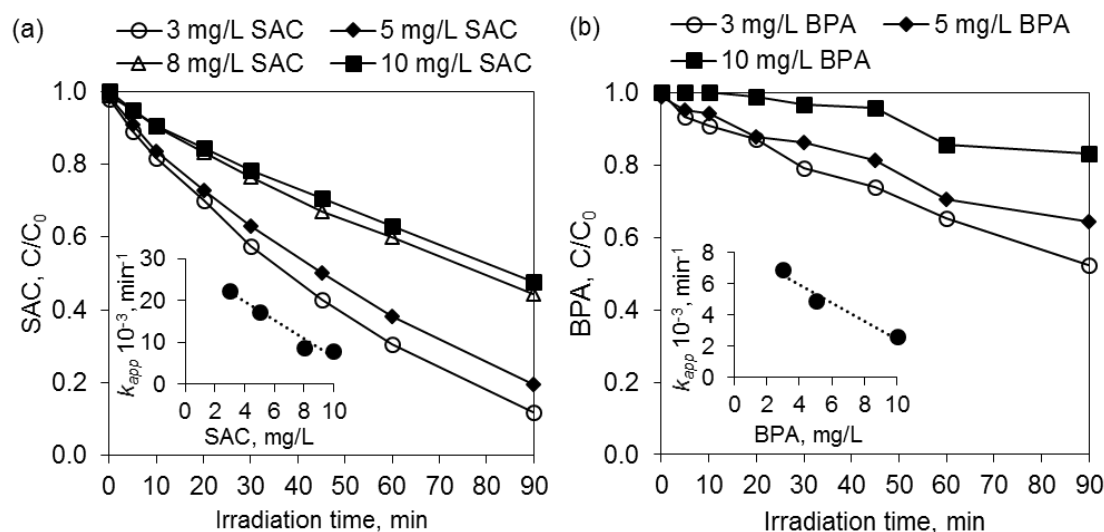 (a)
3 mg/L SAC
5 mg/L SAC
8 mg/L SAC
10 mg/L SAC
1.0
0.8
0.6
0.4
0.2
0.0
SAC, C/C0
0 10 20 30 40 50 60 70 80 90
Irradiation time, min
30
20
10
0
kapp 10-3, min-1
0 2 4 6 8 10
SAC, mg/L
(b)
3 mg/L BPA
5 mg/L BPA
10 mg/L BPA
1.0
0.8
0.6
0.4
0.2
0.0
BPA, C/C0
0 10 20 30 40 50 60 70 80 90
Irradiation time, min
8
6
4
2
0
kapp 10-3, min-1
0 2 4 6 8 10
BPA, mg/L